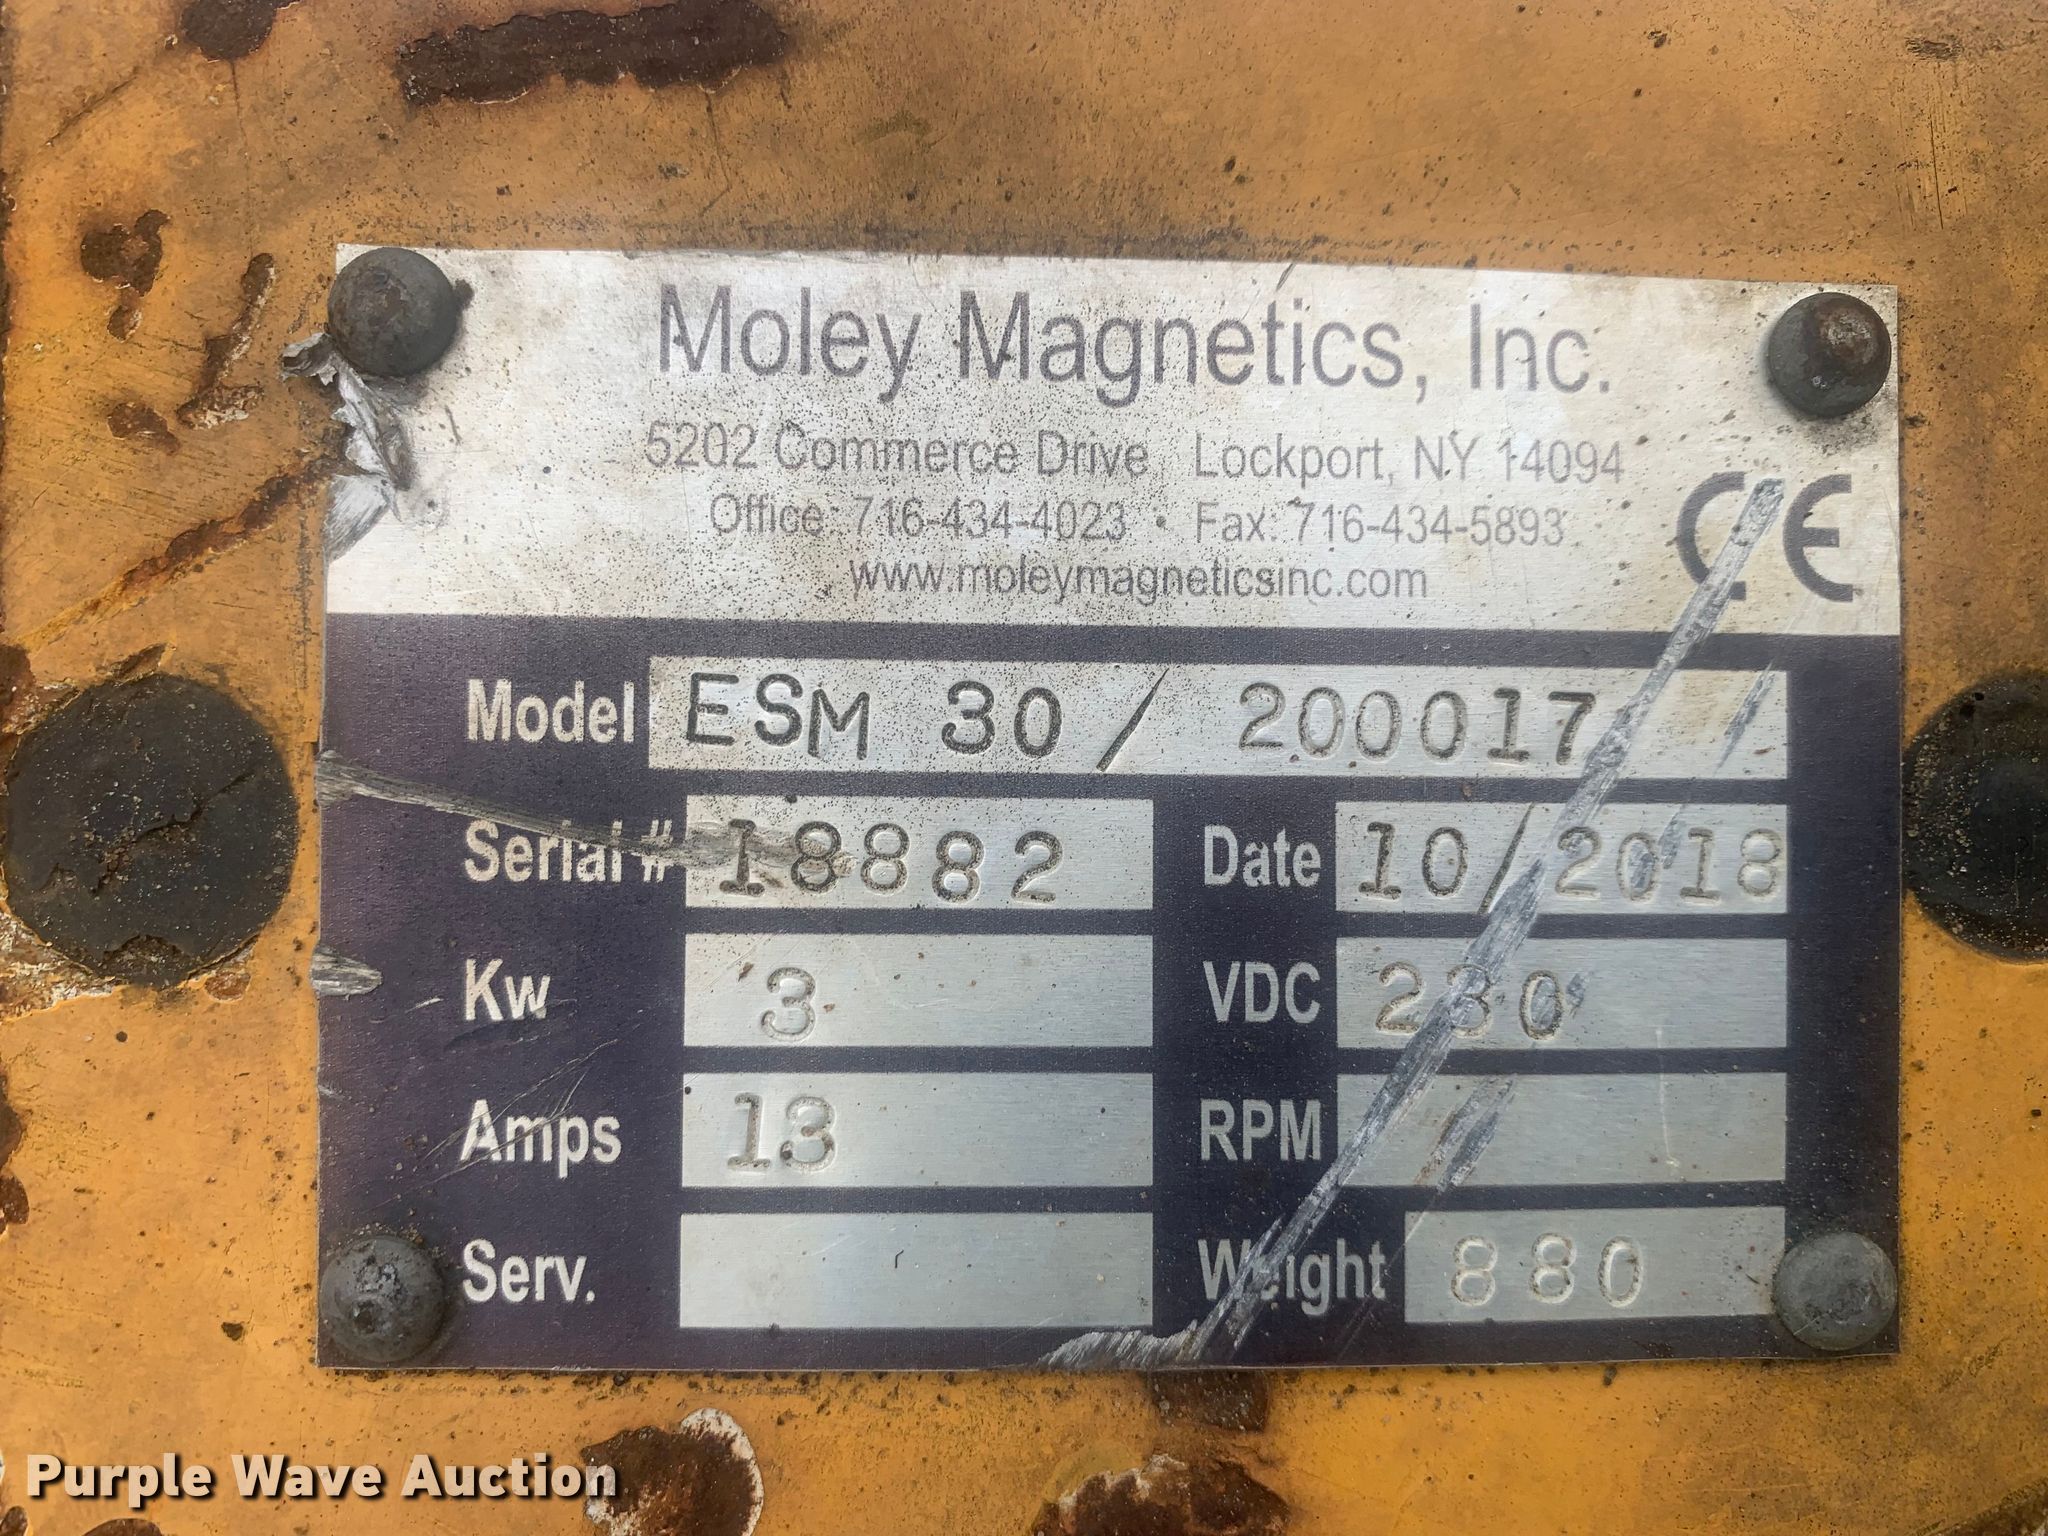 Moley Magnetics, Inc.
5202 Commerce Drive Lockport, NY 14094
Office: 716-434-4023 • Fax: 716-434-5893
www.moleymagneticsinc.com
CE
Model ESM 30 / 200017
Serial # 18882 Date 10/2018
Kw 3 VDC 230
Amps 13 RPM
Serv. Weight 880
Purple Wave Auction